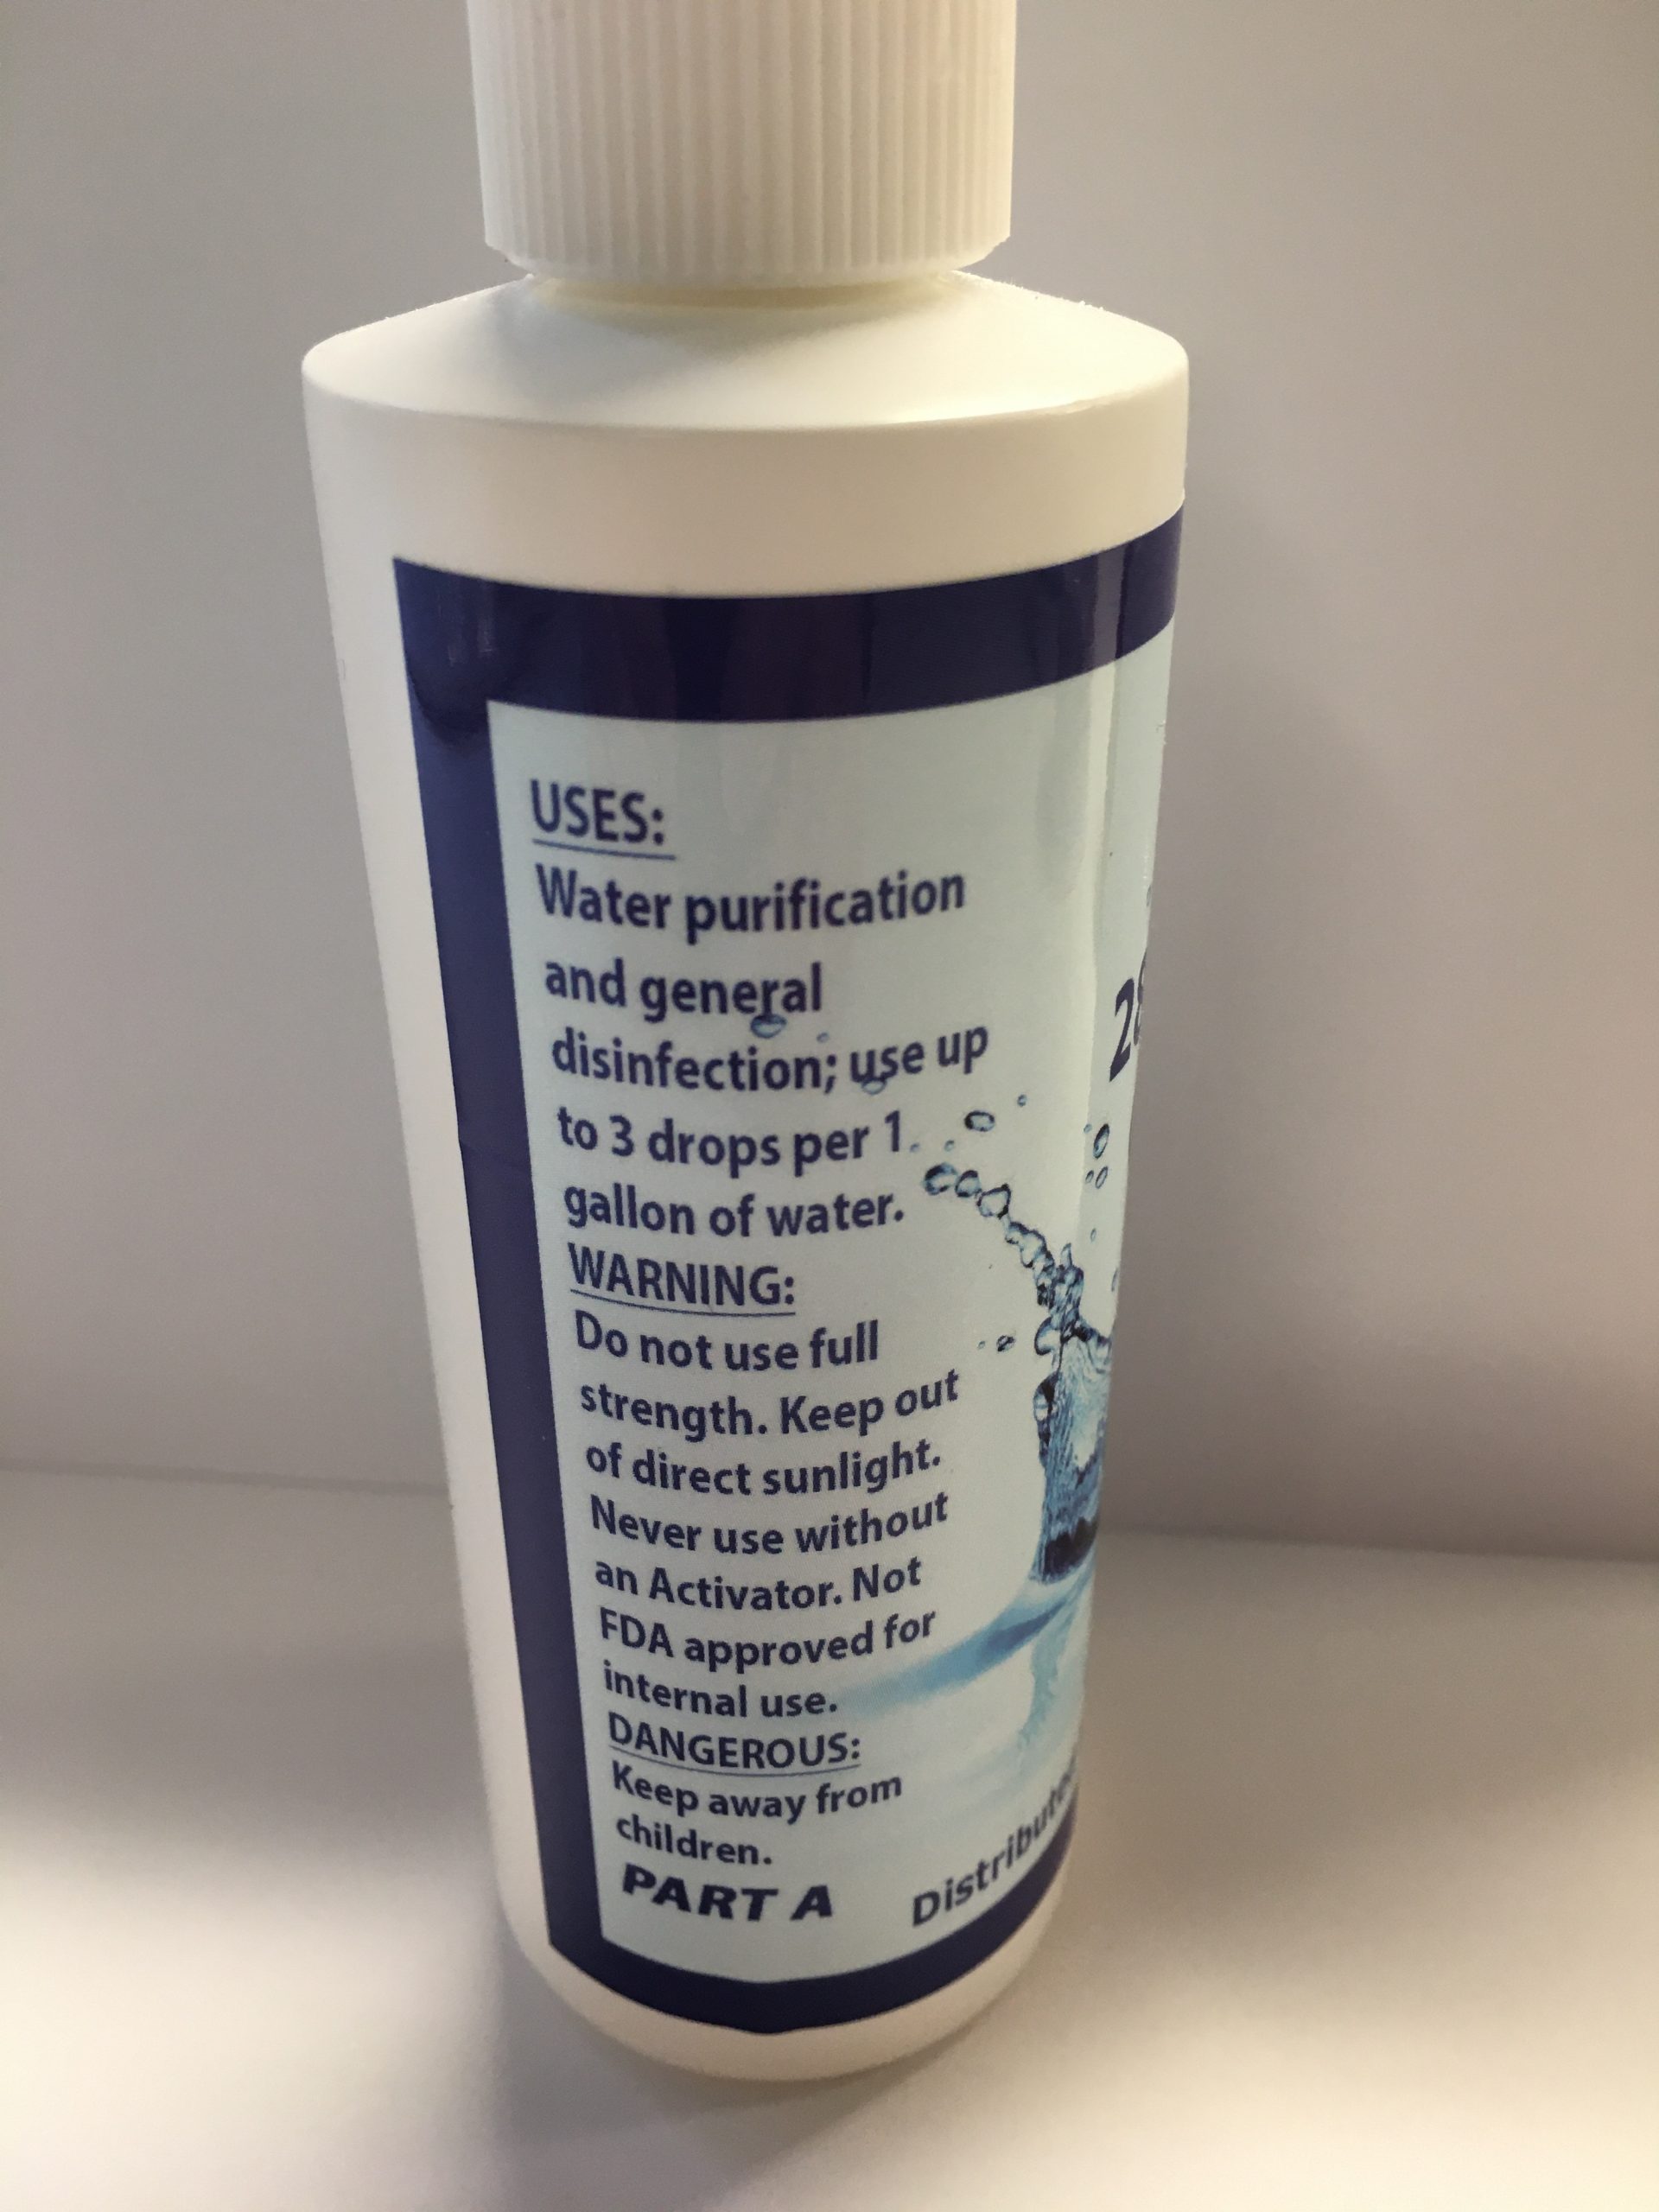 USES:
Water purification
and general
disinfection; use up
to 3 drops per 1
gallon of water.
WARNING:
Do not use full
strength. Keep out
of direct sunlight.
Never use without
an Activator. Not
FDA approved for
internal use.
DANGEROUS:
Keep away from
children.
PART A